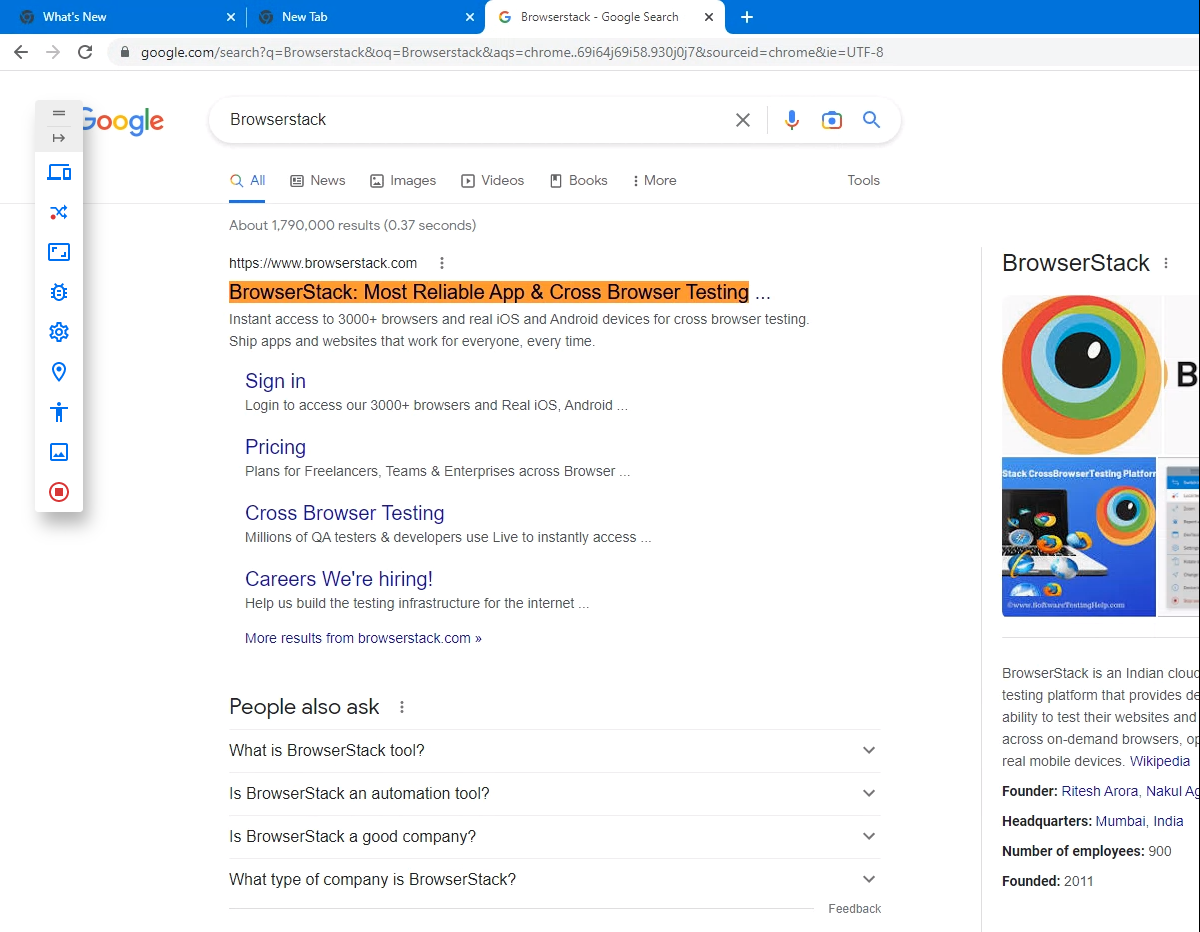 What's New
New Tab
Browserstack - Google Search
google.com/search?q=Browserstack&oq=Browserstack&aqs=chrome..69i64j69i58.930j0j7&sourceid=chrome&ie=UTF-8
Google
Browserstack
All
News
Images
Videos
Books
More
Tools
About 1,790,000 results (0.37 seconds)
https://www.browserstack.com
BrowserStack: Most Reliable App & Cross Browser Testing ...
Instant access to 3000+ browsers and real iOS and Android devices for cross browser testing.
Ship apps and websites that work for everyone, every time.
Sign in
Login to access our 3000+ browsers and Real iOS, Android ...
Pricing
Plans for Freelancers, Teams & Enterprises across Browser ...
Cross Browser Testing
Millions of QA testers & developers use Live to instantly access ...
Careers We're hiring!
Help us build the testing infrastructure for the internet ...
More results from browserstack.com »
People also ask
What is BrowserStack tool?
Is BrowserStack an automation tool?
Is BrowserStack a good company?
What type of company is BrowserStack?
Feedback
BrowserStack
B
Stack CrossBrowserTesting Platform
©www.SoftwareTestingHelp.com
BrowserStack is an Indian cloud
testing platform that provides de
ability to test their websites and
across on-demand browsers, op
real mobile devices. Wikipedia
Founder: Ritesh Arora, Nakul Ag
Headquarters: Mumbai, India
Number of employees: 900
Founded: 2011